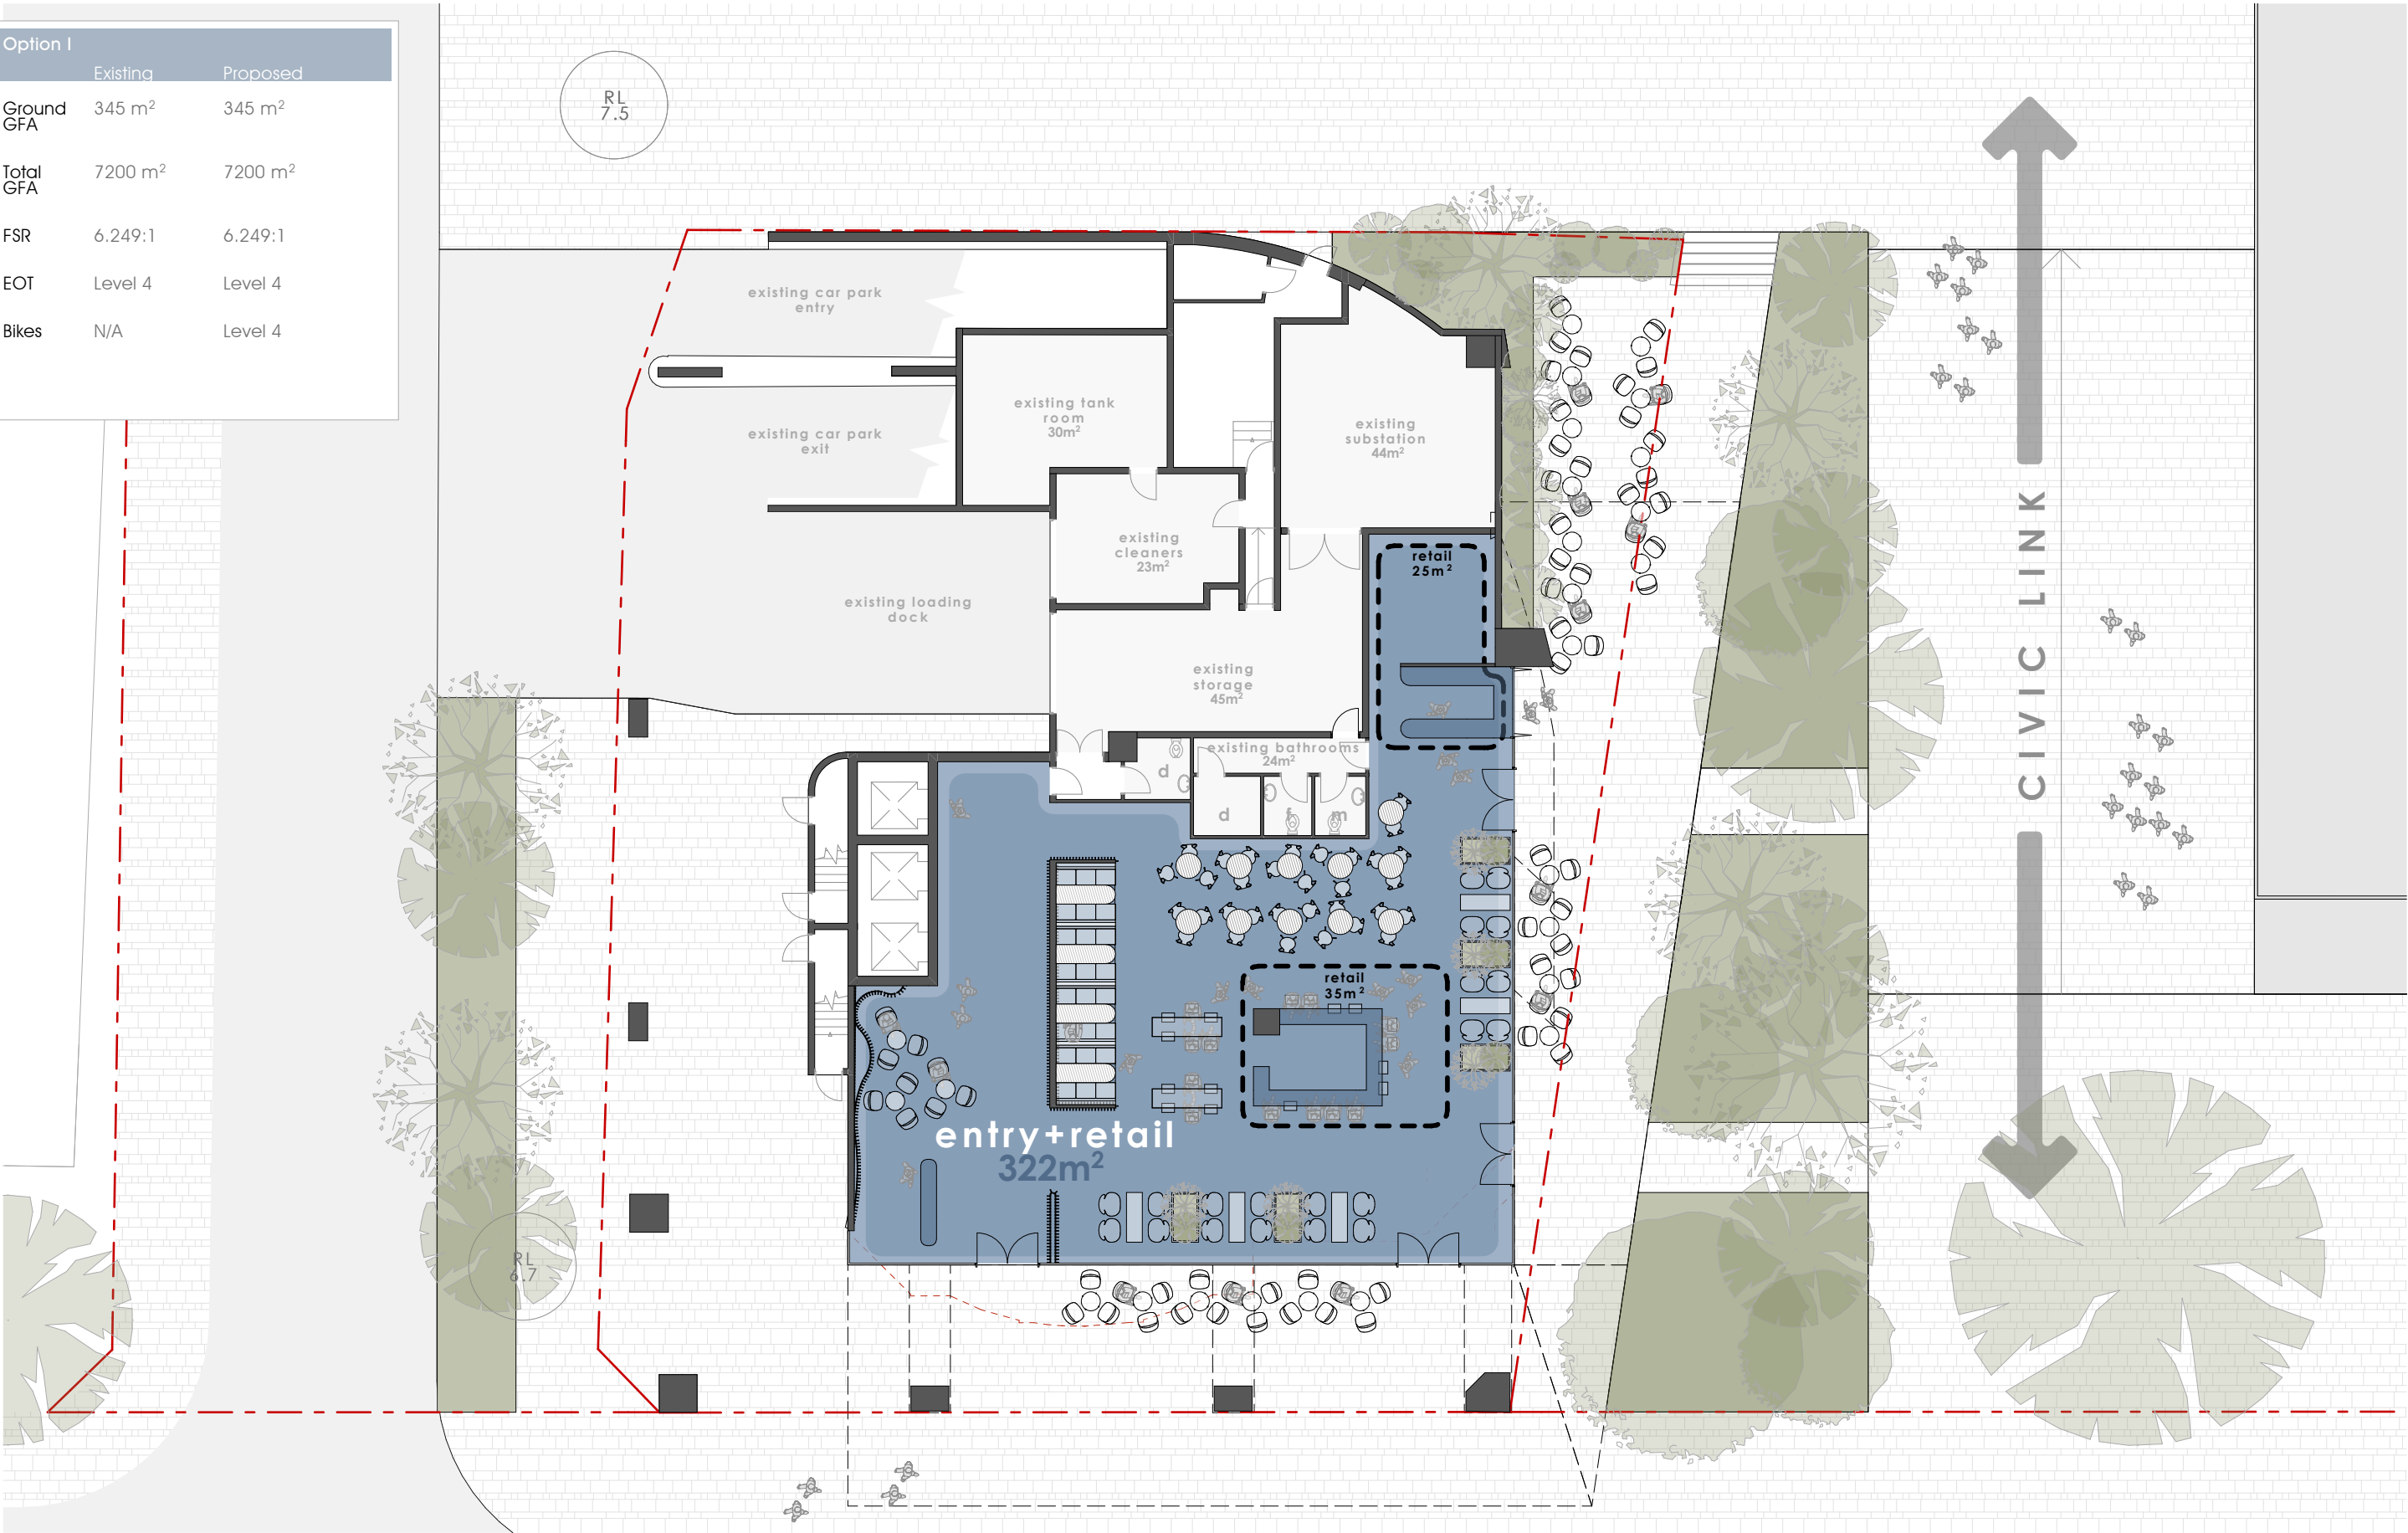 Option I
Existing Proposed
Ground GFA 345 m² 345 m²
Total GFA 7200 m² 7200 m²
FSR 6.249:1 6.249:1
EOT Level 4 Level 4
Bikes N/A Level 4
RL
7.5
existing car park
entry
existing car park
exit
existing tank
room
30m²
existing
substation
44m²
existing
cleaners
23m²
existing loading
dock
existing
storage
45m²
retail
25m²
existing bathrooms
24m²
d
d
f
m
retail
35m²
entry+retail
322m²
RL
6.7
CIVIC LINK